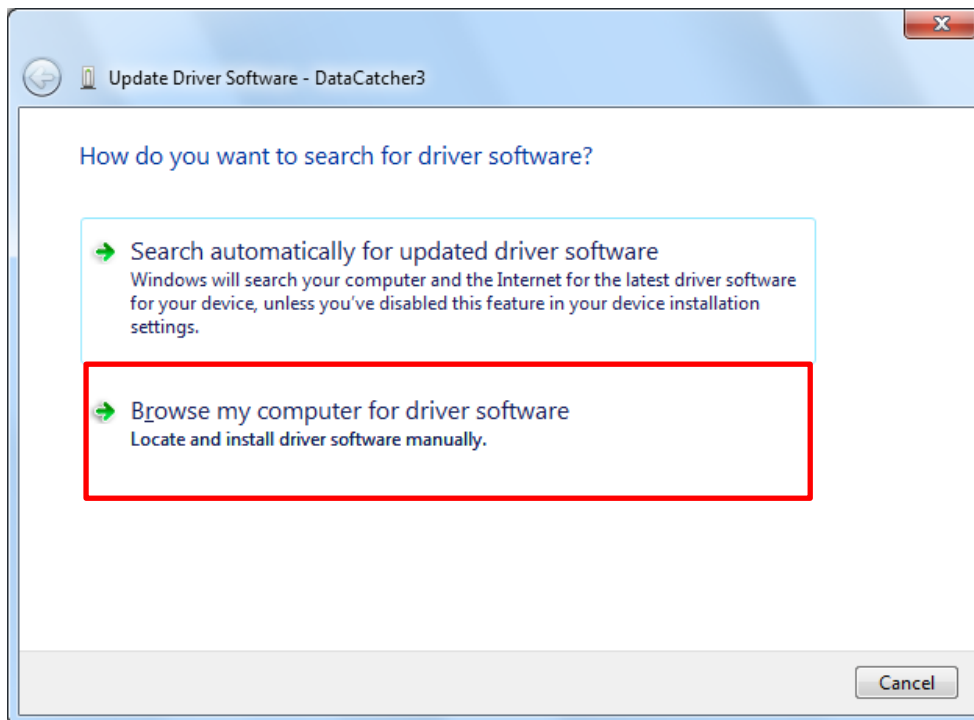 Update Driver Software - DataCatcher3
How do you want to search for driver software?
Search automatically for updated driver software
Windows will search your computer and the Internet for the latest driver software
for your device, unless you've disabled this feature in your device installation
settings.
Browse my computer for driver software
Locate and install driver software manually.
Cancel